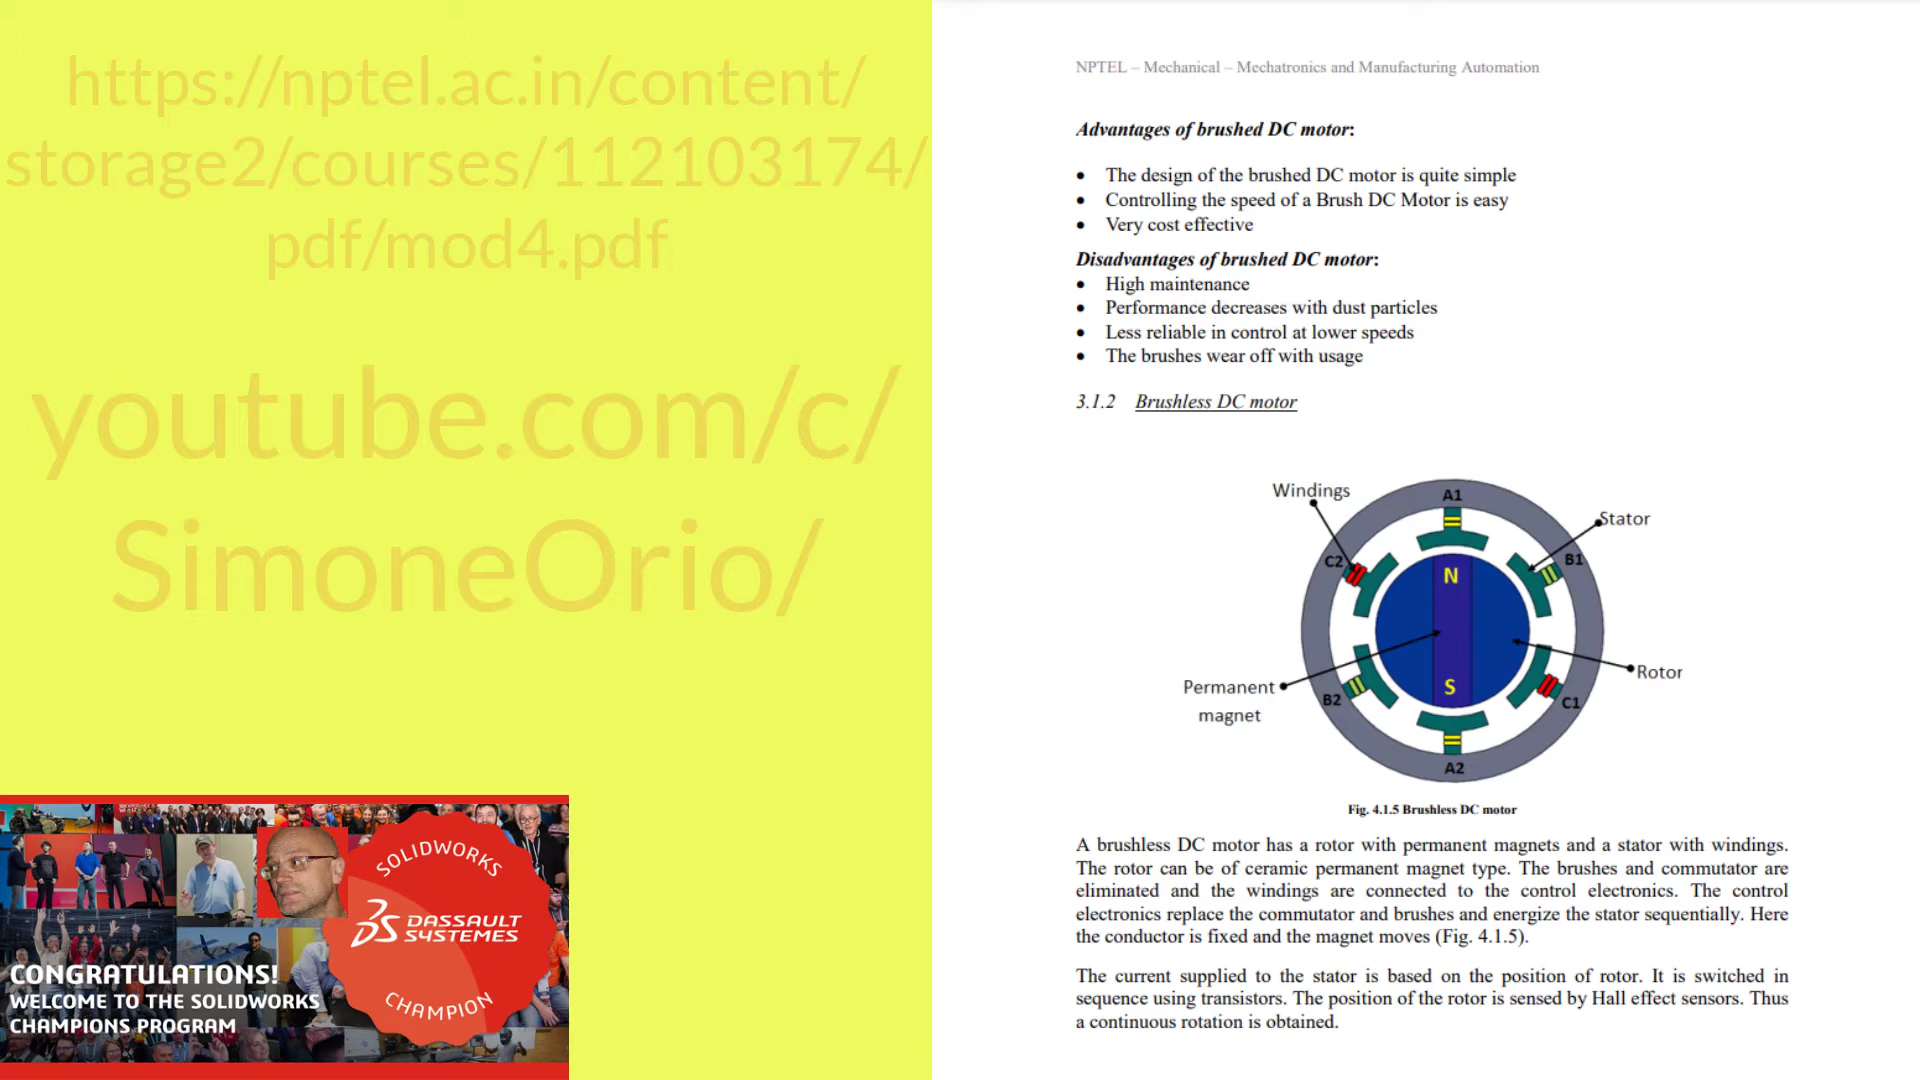 https://nptel.ac.in/content/
storage2/courses/112103174/
pdf/mod4.pdf
youtube.com/c/
SimoneOrio/
SOLIDWORKS
DASSAULT
SYSTEMES
CHAMPION
CONGRATULATIONS!
WELCOME TO THE SOLIDWORKS
CHAMPIONS PROGRAM
NPTEL – Mechanical – Mechatronics and Manufacturing Automation
Advantages of brushed DC motor:
• The design of the brushed DC motor is quite simple
• Controlling the speed of a Brush DC Motor is easy
• Very cost effective
Disadvantages of brushed DC motor:
• High maintenance
• Performance decreases with dust particles
• Less reliable in control at lower speeds
• The brushes wear off with usage
3.1.2 Brushless DC motor
Windings
A1
Stator
C2
B1
N
Permanent
magnet
S
Rotor
B2
C1
A2
Fig. 4.1.5 Brushless DC motor
A brushless DC motor has a rotor with permanent magnets and a stator with windings.
The rotor can be of ceramic permanent magnet type. The brushes and commutator are
eliminated and the windings are connected to the control electronics. The control
electronics replace the commutator and brushes and energize the stator sequentially. Here
the conductor is fixed and the magnet moves (Fig. 4.1.5).
The current supplied to the stator is based on the position of rotor. It is switched in
sequence using transistors. The position of the rotor is sensed by Hall effect sensors. Thus
a continuous rotation is obtained.